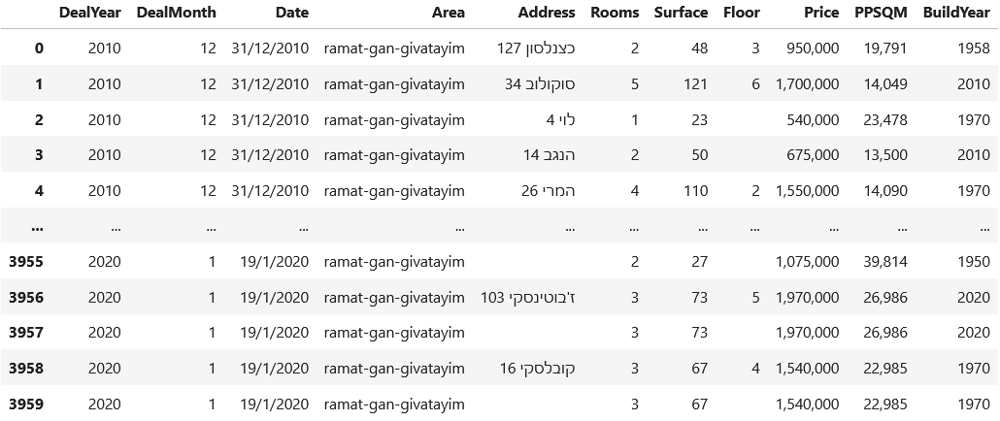 DealYear DealMonth Date Area Address Rooms Surface Floor Price PPSQM BuildYear
0 2010 12 31/12/2010 ramat-gan-givatayim כצנלסון 127 2 48 3 950,000 19,791 1958
1 2010 12 31/12/2010 ramat-gan-givatayim סוקולוב 34 5 121 6 1,700,000 14,049 2010
2 2010 12 31/12/2010 ramat-gan-givatayim לוי 4 1 23 540,000 23,478 1970
3 2010 12 31/12/2010 ramat-gan-givatayim הנגב 14 2 50 675,000 13,500 2010
4 2010 12 31/12/2010 ramat-gan-givatayim המרי 26 4 110 2 1,550,000 14,090 1970
... ... ... ... ... ... ... ... ... ... ... ...
3955 2020 1 19/1/2020 ramat-gan-givatayim 2 27 1,075,000 39,814 1950
3956 2020 1 19/1/2020 ramat-gan-givatayim ז'בוטינסקי 103 3 73 5 1,970,000 26,986 2020
3957 2020 1 19/1/2020 ramat-gan-givatayim 3 73 1,970,000 26,986 2020
3958 2020 1 19/1/2020 ramat-gan-givatayim קובלסקי 16 3 67 4 1,540,000 22,985 1970
3959 2020 1 19/1/2020 ramat-gan-givatayim 3 67 1,540,000 22,985 1970